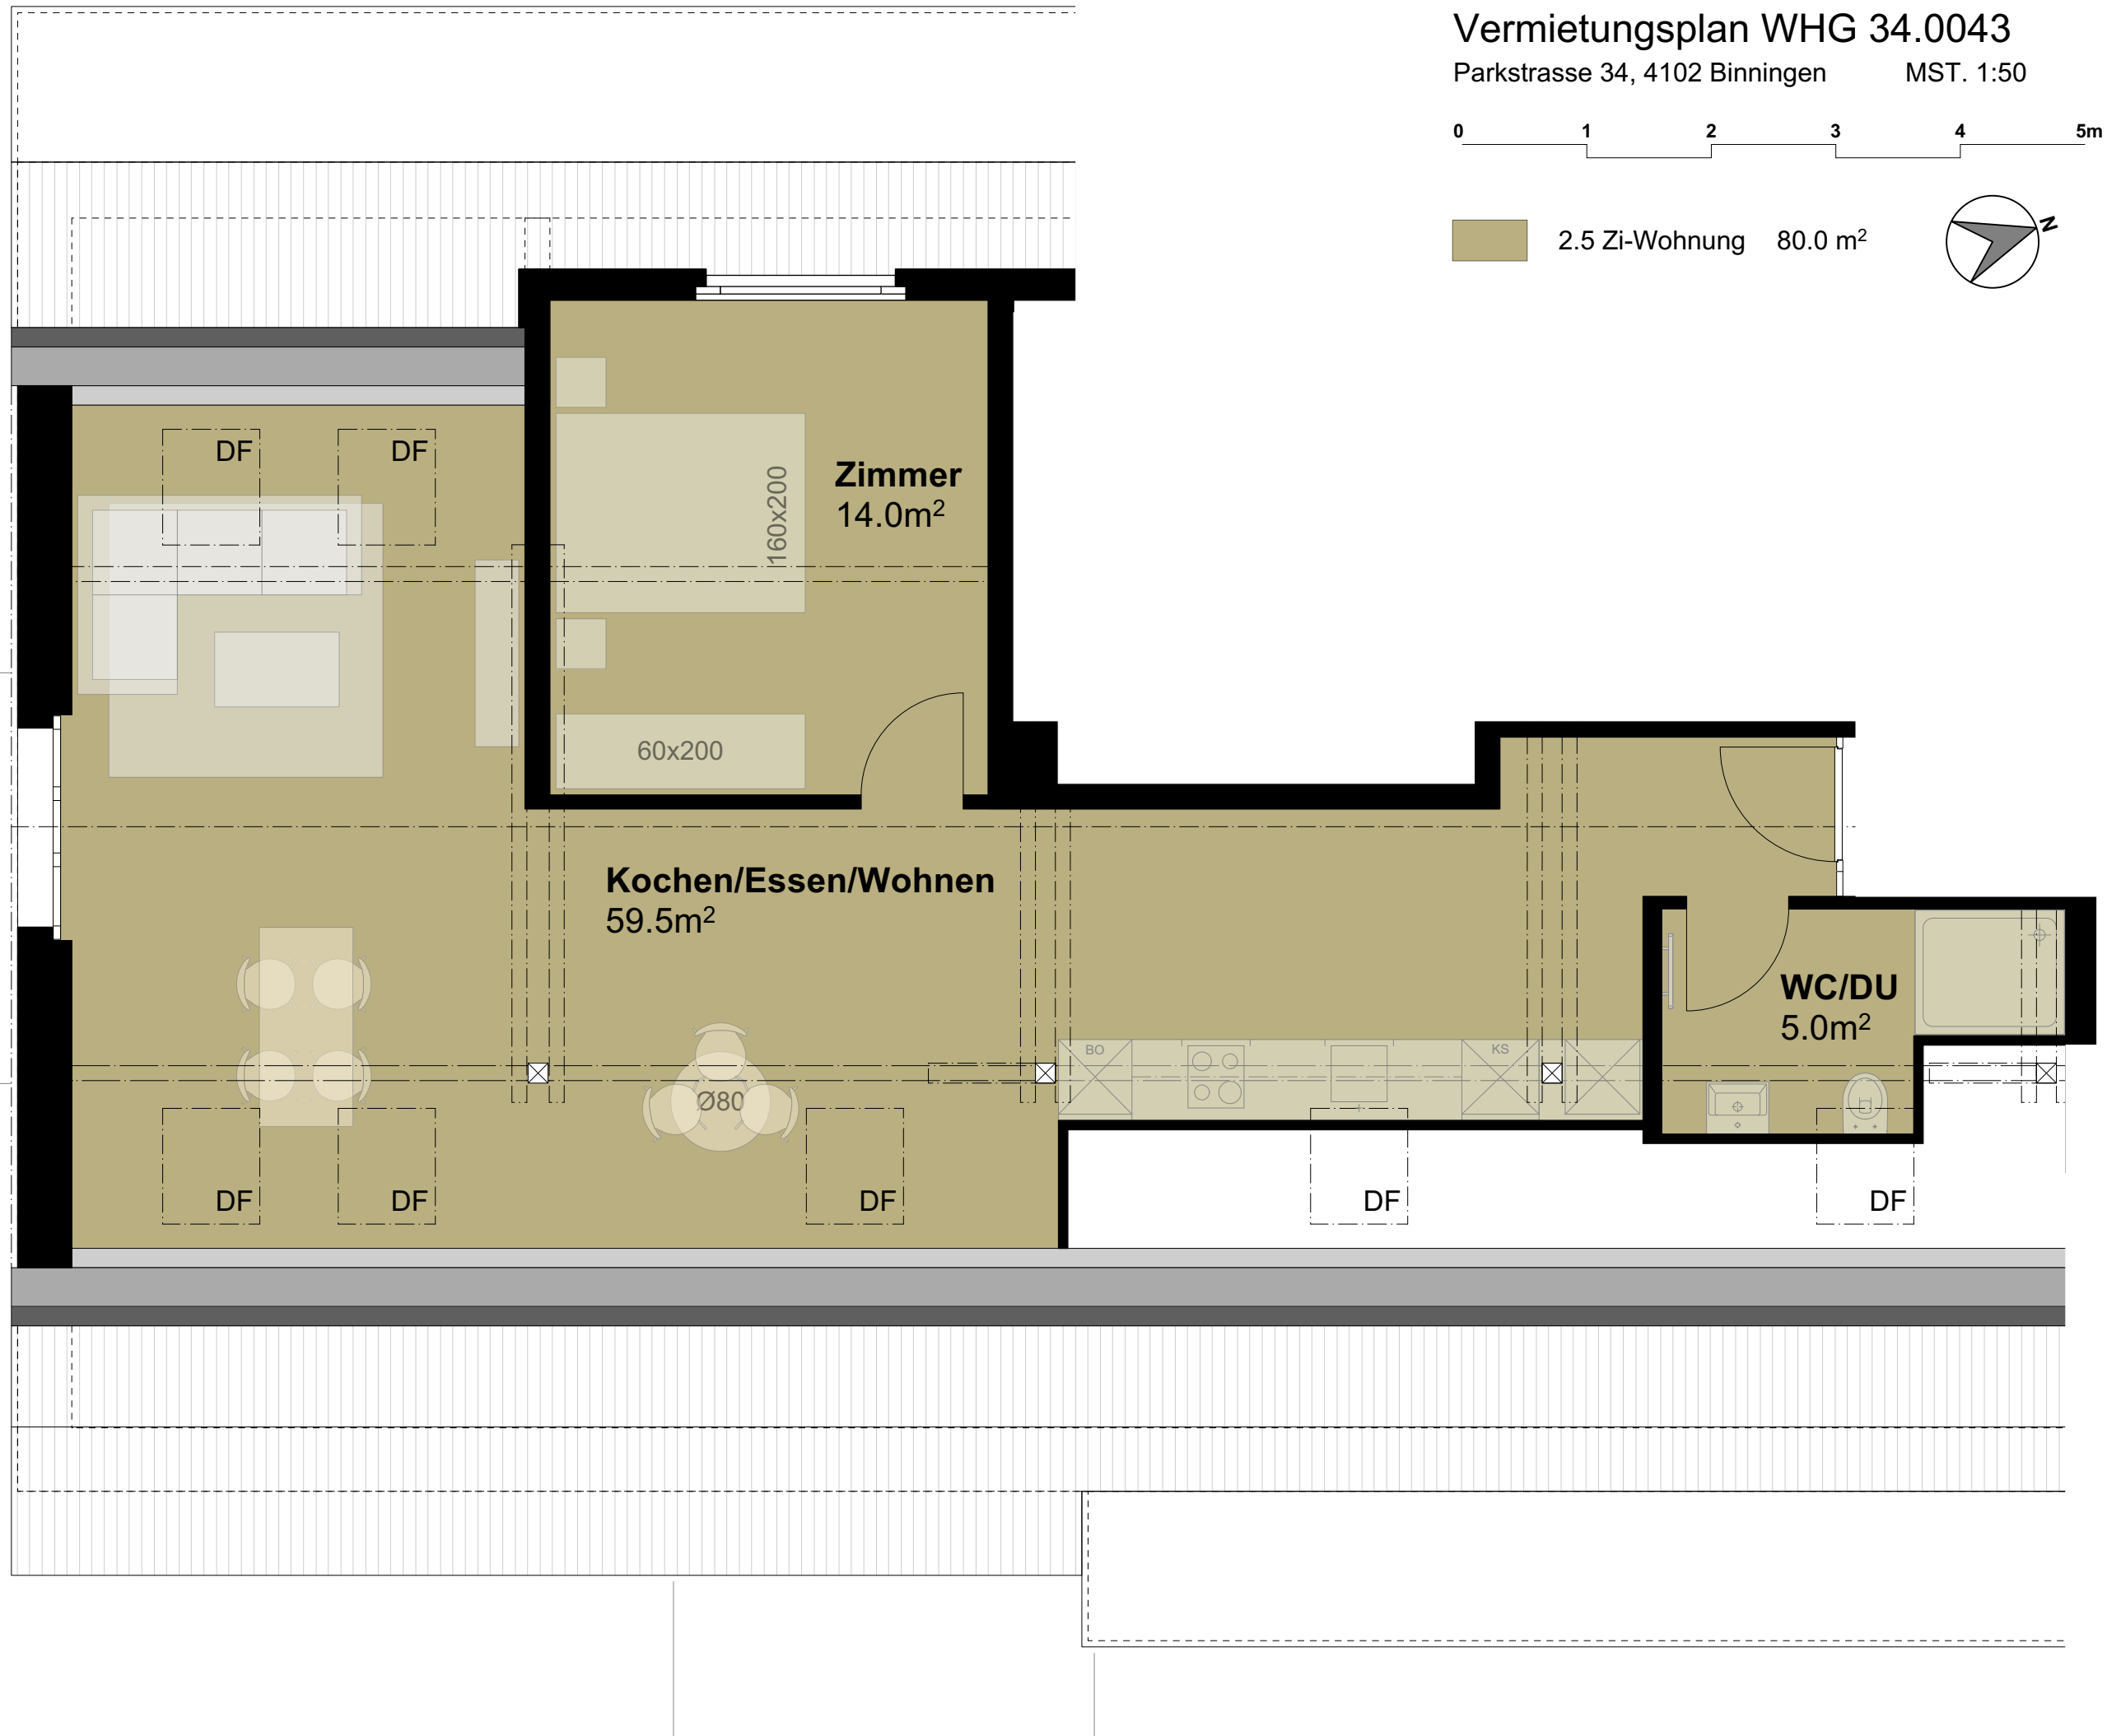 Vermietungsplan WHG 34.0043
Parkstrasse 34, 4102 Binningen MST. 1:50
0 1 2 3 4 5m
2.5 Zi-Wohnung 80.0 m²
N
DF DF
160x200
Zimmer
14.0m²
60x200
Kochen/Essen/Wohnen
59.5m²
WC/DU
5.0m²
BO KS
Ø80
DF DF DF DF DF